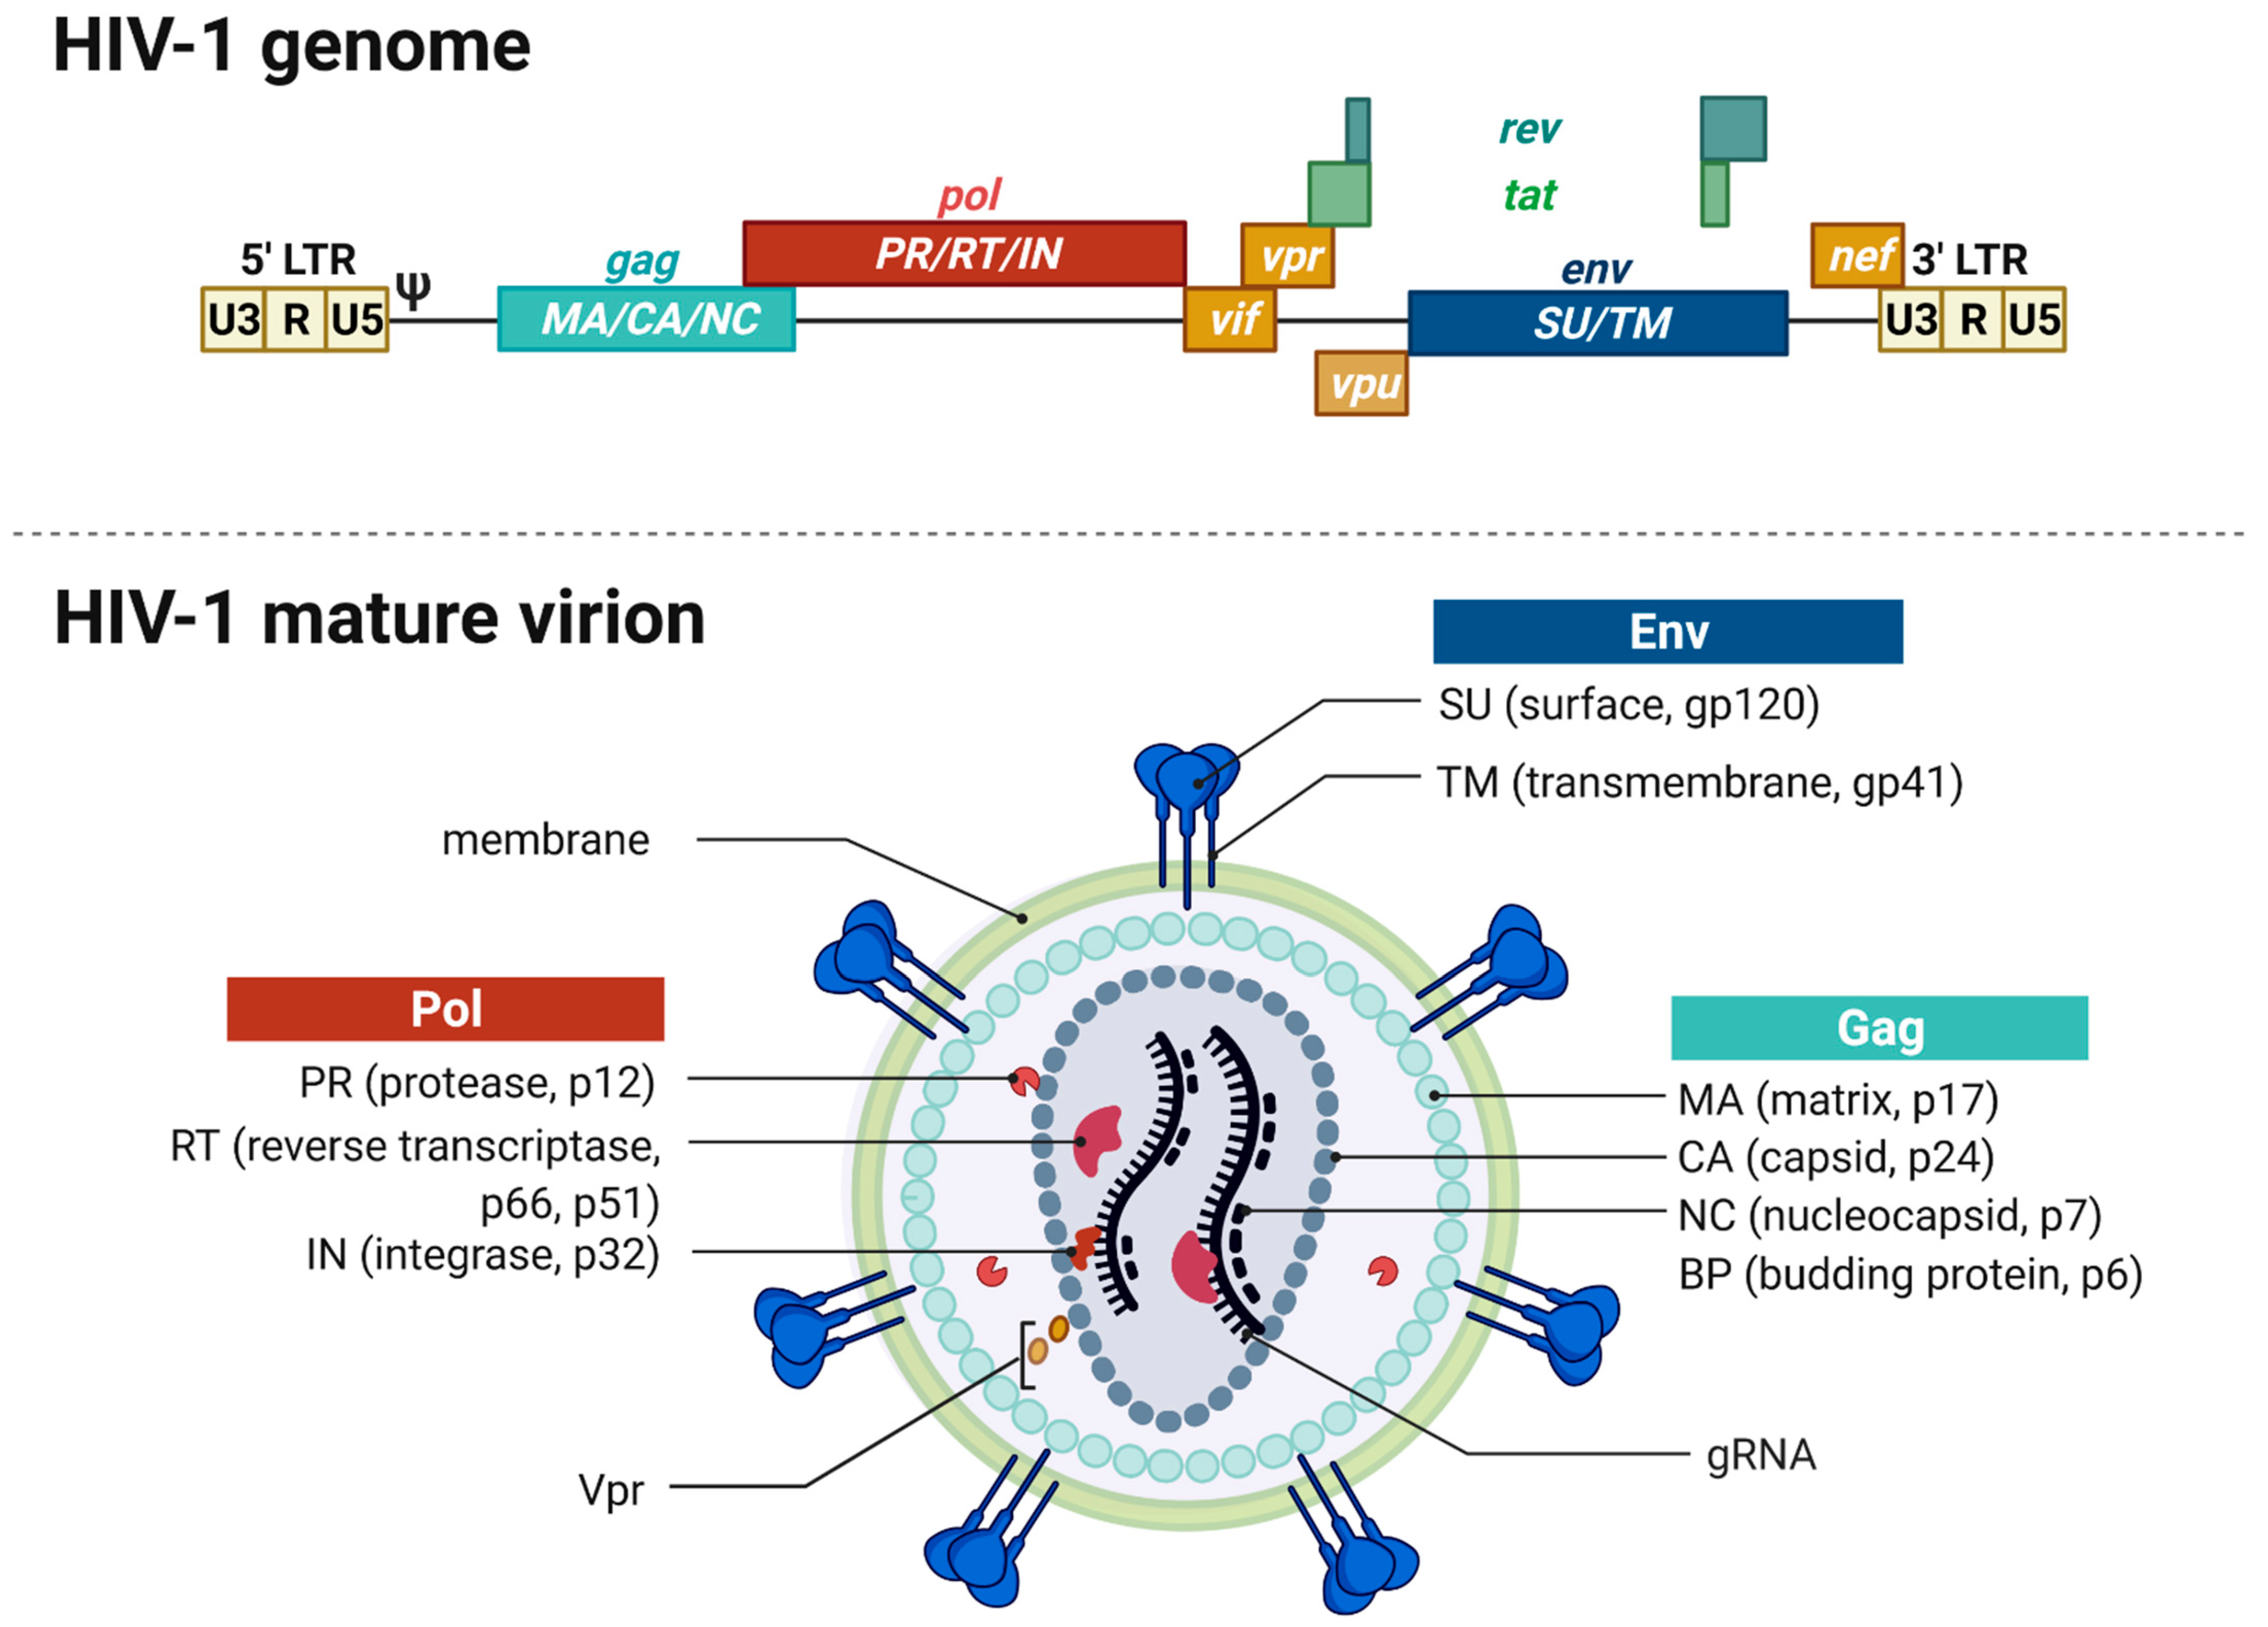 HIV-1 genome
rev
pol
tat
5' LTR
ψ
gag
PR/RT/IN
vpr
env
nef
3' LTR
U3 R U5
MA/CA/NC
vif
SU/TM
U3 R U5
vpu
HIV-1 mature virion
Env
SU (surface, gp120)
TM (transmembrane, gp41)
membrane
Pol
PR (protease, p12)
RT (reverse transcriptase,
p66, p51)
IN (integrase, p32)
Gag
MA (matrix, p17)
CA (capsid, p24)
NC (nucleocapsid, p7)
BP (budding protein, p6)
Vpr
gRNA